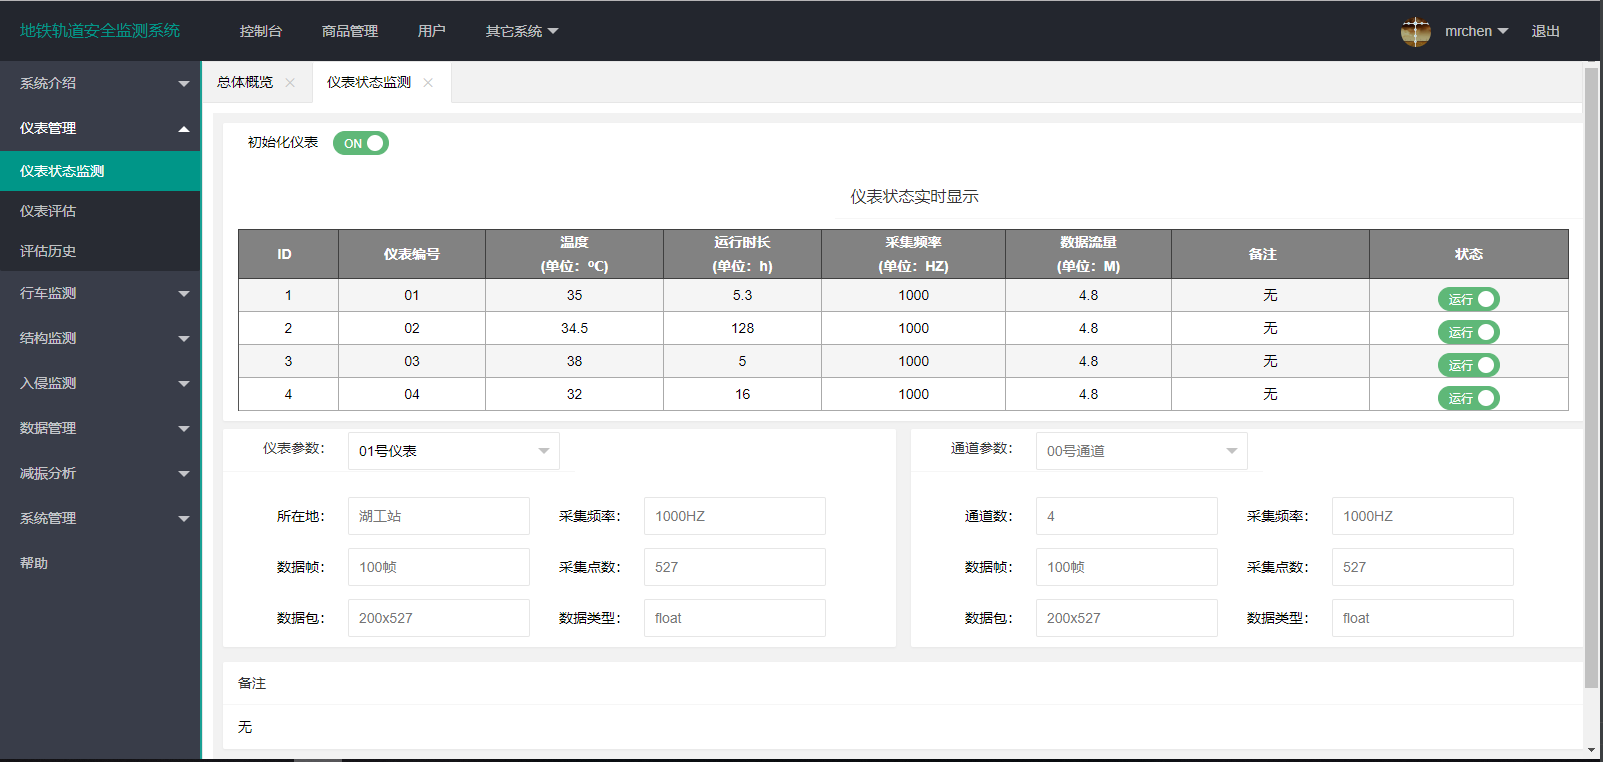 地铁轨道安全监测系统 控制台 商品管理 用户 其它系统 mrchen 退出
系统介绍
仪表管理
仪表状态监测
仪表评估
评估历史
行车监测
结构监测
入侵监测
数据管理
减振分析
系统管理
帮助
总体概览 仪表状态监测
初始化仪表 ON
仪表状态实时显示
ID 仪表编号 温度 运行时长 采集频率 数据流量 备注 状态
(单位：℃) (单位：h) (单位：HZ) (单位：M)
1 01 35 5.3 1000 4.8 无 运行
2 02 34.5 128 1000 4.8 无 运行
3 03 38 5 1000 4.8 无 运行
4 04 32 16 1000 4.8 无 运行
仪表参数： 01号仪表
所在地： 湖工站 采集频率： 1000HZ
数据帧： 100帧 采集点数： 527
数据包： 200x527 数据类型： float
通道参数： 00号通道
通道数： 4 采集频率： 1000HZ
数据帧： 100帧 采集点数： 527
数据包： 200x527 数据类型： float
备注
无